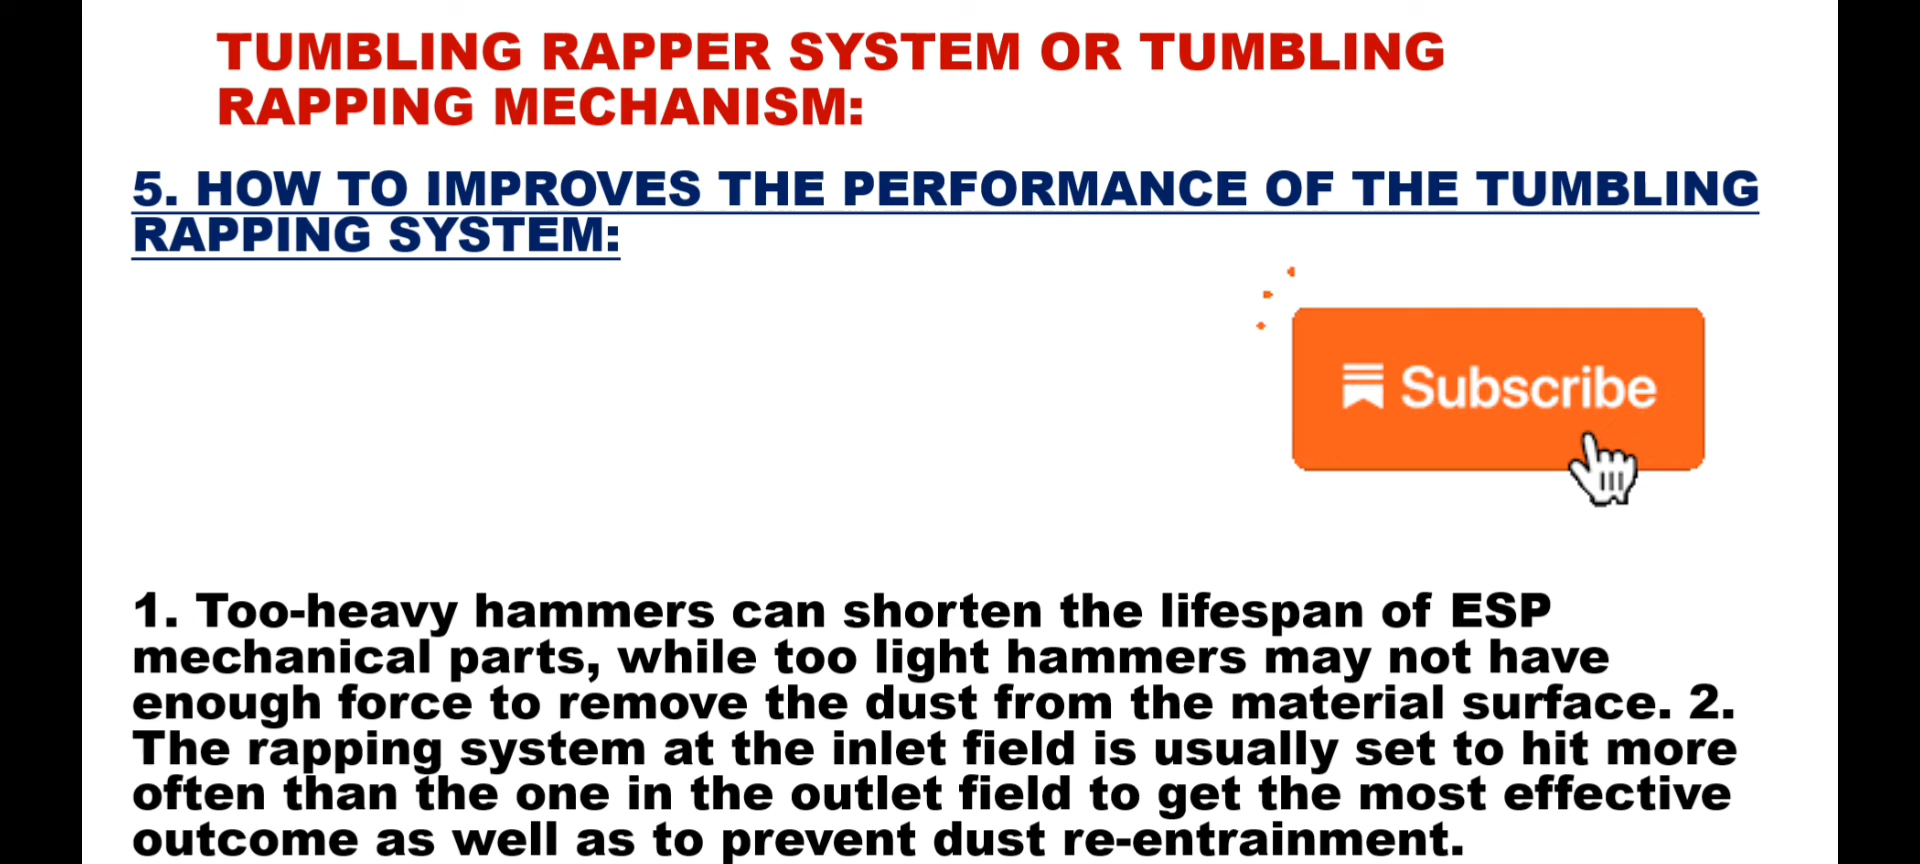 TUMBLING RAPPER SYSTEM OR TUMBLING
RAPPING MECHANISM:
5. HOW TO IMPROVES THE PERFORMANCE OF THE TUMBLING
RAPPING SYSTEM:
Subscribe
1. Too-heavy hammers can shorten the lifespan of ESP
mechanical parts, while too light hammers may not have
enough force to remove the dust from the material surface. 2.
The rapping system at the inlet field is usually set to hit more
often than the one in the outlet field to get the most effective
outcome as well as to prevent dust re-entrainment.